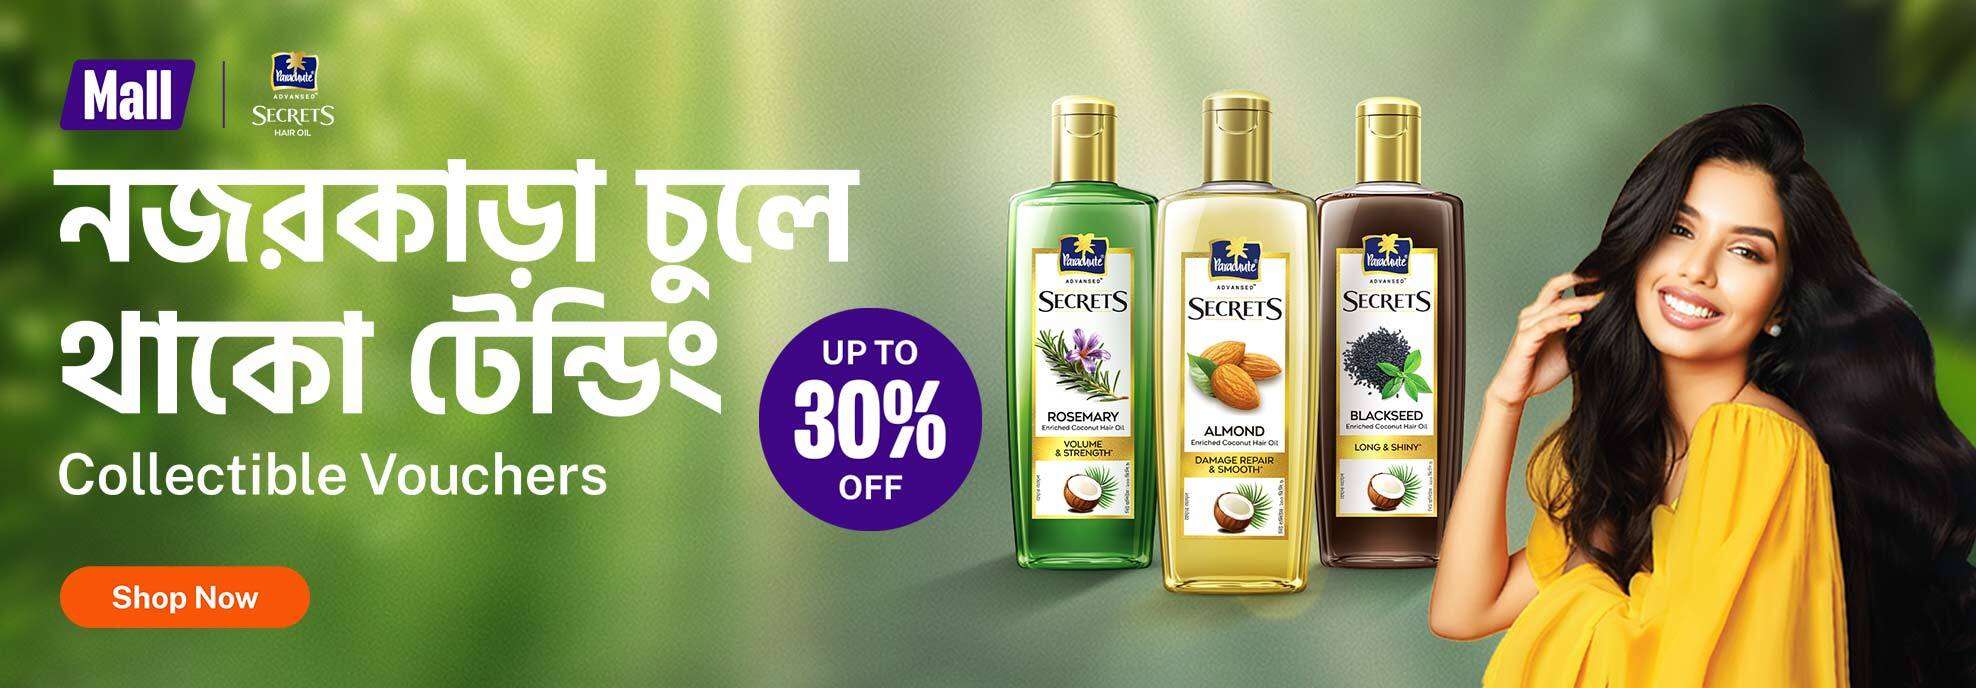 Mall
Parachute
ADVANSED
SECRETS
HAIR OIL
নজরকাড়া চুলে
থাকো টেন্ডিং
Collectible Vouchers
UP TO
30%
OFF
Shop Now
Parachute
ADVANSED
SECRETS
ROSEMARY
Enriched Coconut Hair Oil
VOLUME
& STRENGTH*
Parachute
ADVANSED
SECRETS
ALMOND
Enriched Coconut Hair Oil
DAMAGE REPAIR
& SMOOTH*
Parachute
ADVANSED
SECRETS
BLACKSEED
Enriched Coconut Hair Oil
LONG & SHINY*